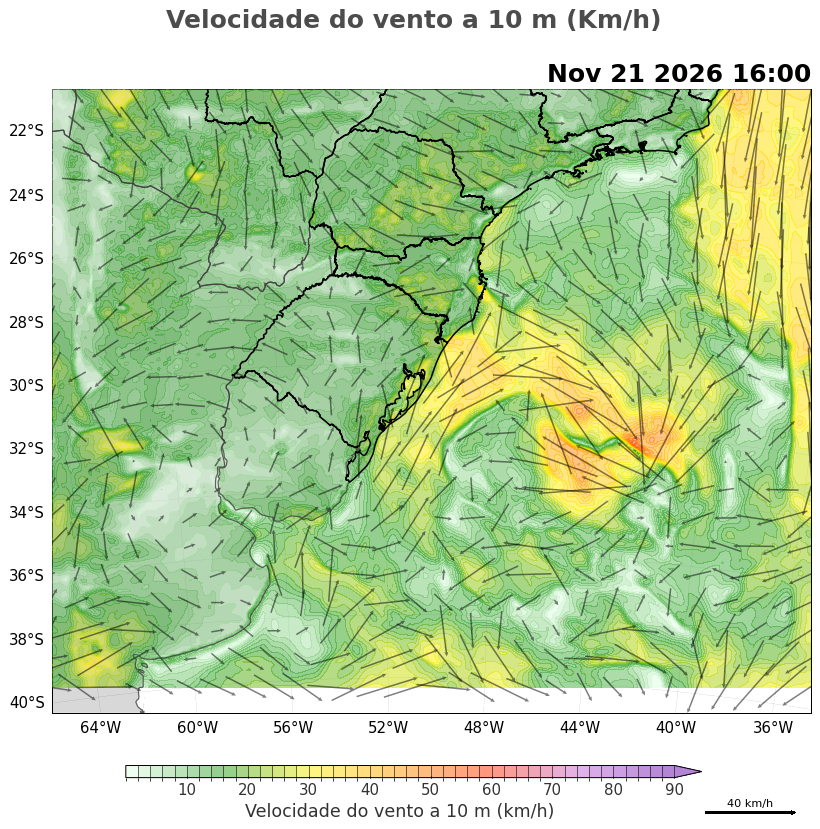 Velocidade do vento a 10 m (Km/h)
Nov 21 2026 16:00
22°S
24°S
26°S
28°S
30°S
32°S
34°S
36°S
38°S
40°S
64°W 60°W 56°W 52°W 48°W 44°W 40°W 36°W
10 20 30 40 50 60 70 80 90
Velocidade do vento a 10 m (km/h)
40 km/h